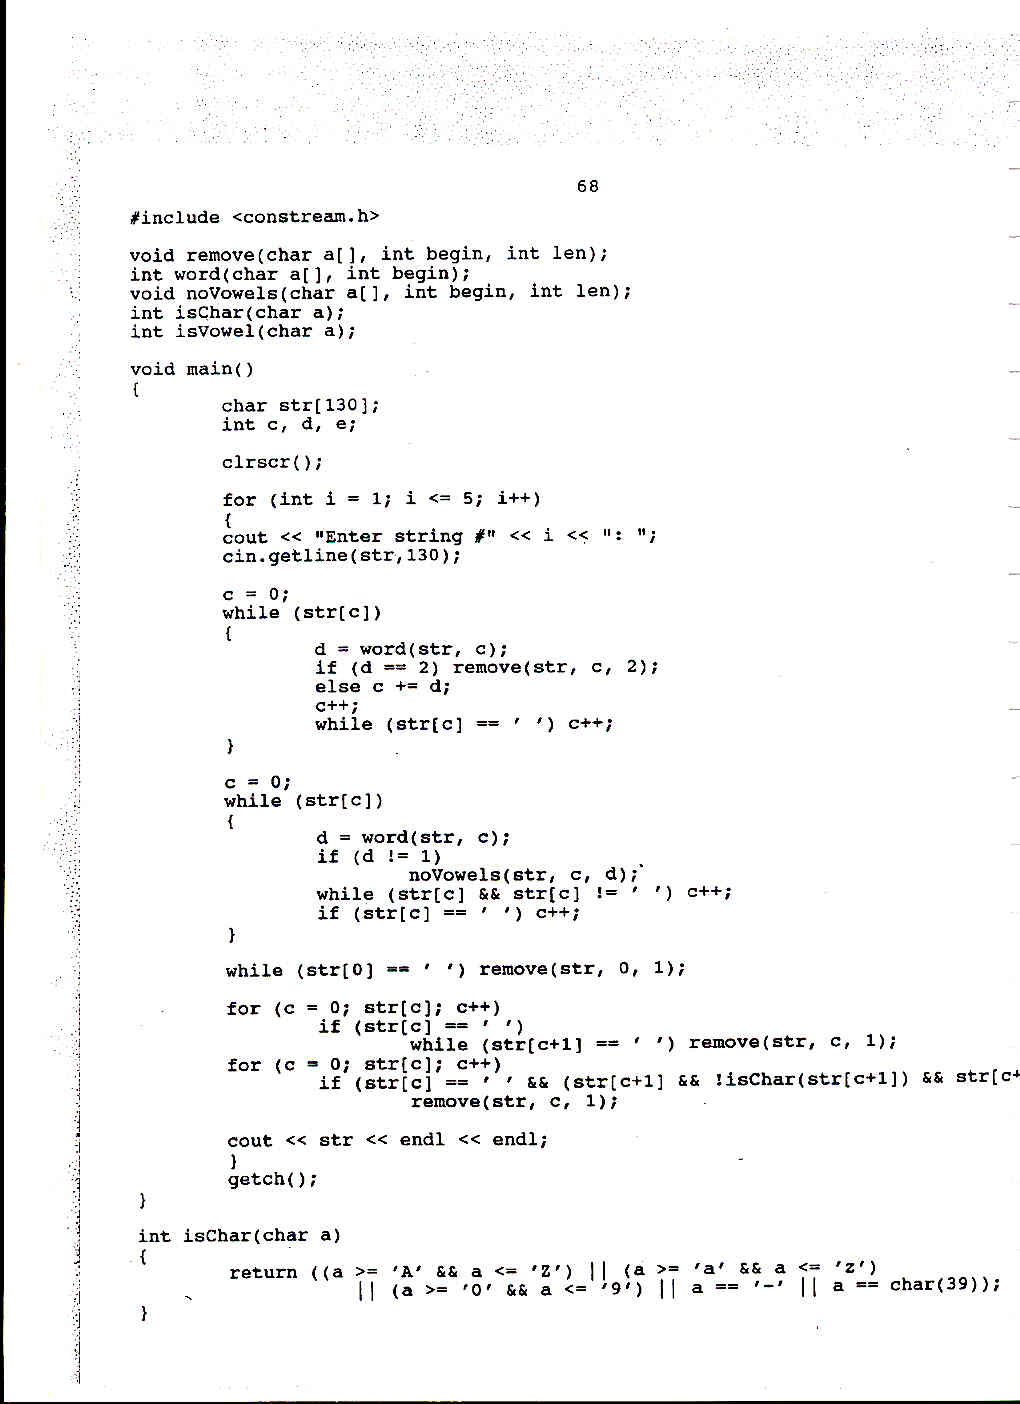 68
#include <constream.h>
void remove(char a[], int begin, int len);
int word(char a[], int begin);
void noVowels(char a[], int begin, int len);
int isChar(char a);
int isVowel(char a);
void main()
{
char str[130];
int c, d, e;
clrscr();
for (int i = 1; i <= 5; i++)
{
cout << "Enter string #" << i << ": ";
cin.getline(str,130);
c = 0;
while (str[c])
{
d = word(str, c);
if (d == 2) remove(str, c, 2);
else c += d;
c++;
while (str[c] == ' ') c++;
}
c = 0;
while (str[c])
{
d = word(str, c);
if (d != 1)
noVowels(str, c, d);
while (str[c] && str[c] != ' ') c++;
if (str[c] == ' ') c++;
}
while (str[0] == ' ') remove(str, 0, 1);
for (c = 0; str[c]; c++)
if (str[c] == ' ')
while (str[c+1] == ' ') remove(str, c, 1);
for (c = 0; str[c]; c++)
if (str[c] == ' ' && (str[c+1] && !isChar(str[c+1]) && str[c+
remove(str, c, 1);
cout << str << endl << endl;
}
getch();
}
int isChar(char a)
{
return ((a >= 'A' && a <= 'Z') || (a >= 'a' && a <= 'z')
|| (a >= '0' && a <= '9') || a == '-' || a == char(39));
}